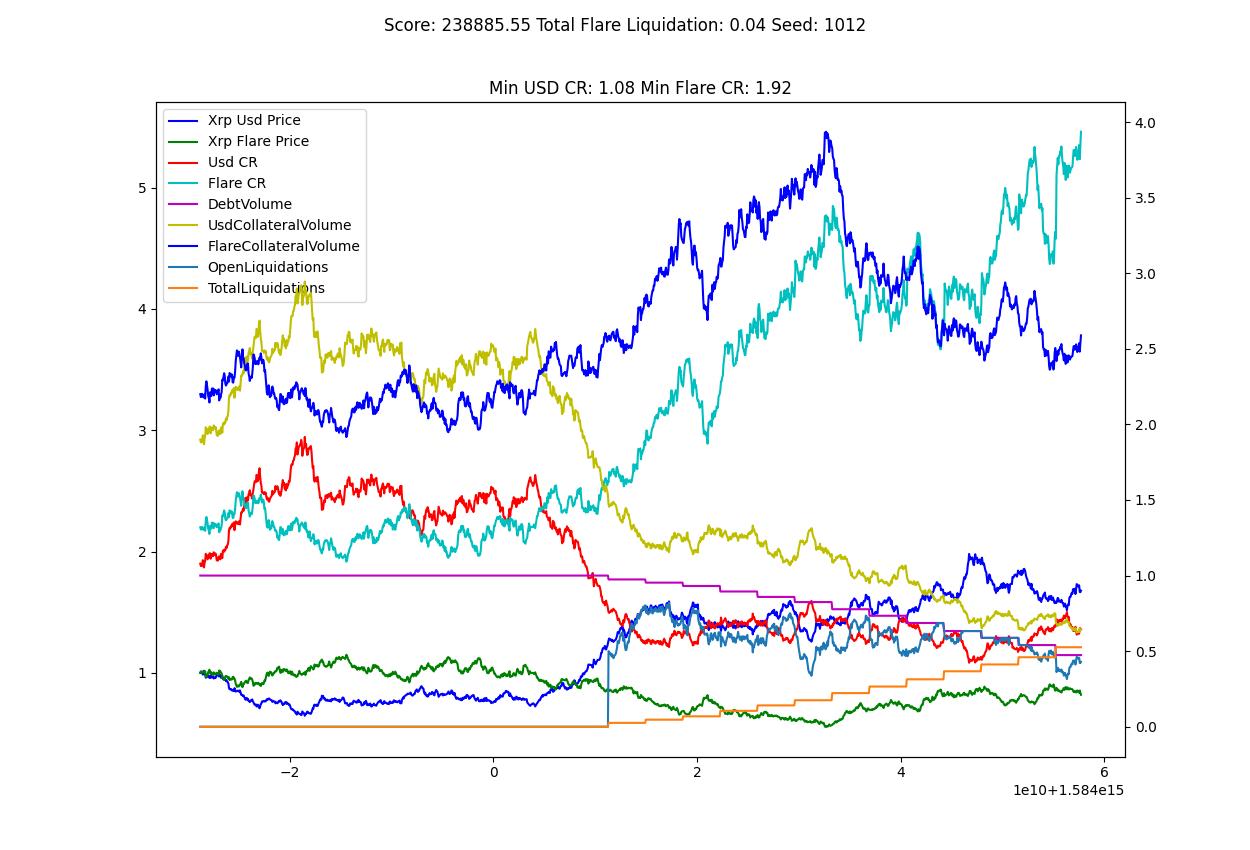 Score: 238885.55 Total Flare Liquidation: 0.04 Seed: 1012
Min USD CR: 1.08 Min Flare CR: 1.92
Xrp Usd Price
Xrp Flare Price
Usd CR
Flare CR
DebtVolume
UsdCollateralVolume
FlareCollateralVolume
OpenLiquidations
TotalLiquidations
5
4
3
2
1
4.0
3.5
3.0
2.5
2.0
1.5
1.0
0.5
0.0
−2
0
2
4
6
1e10+1.584e15